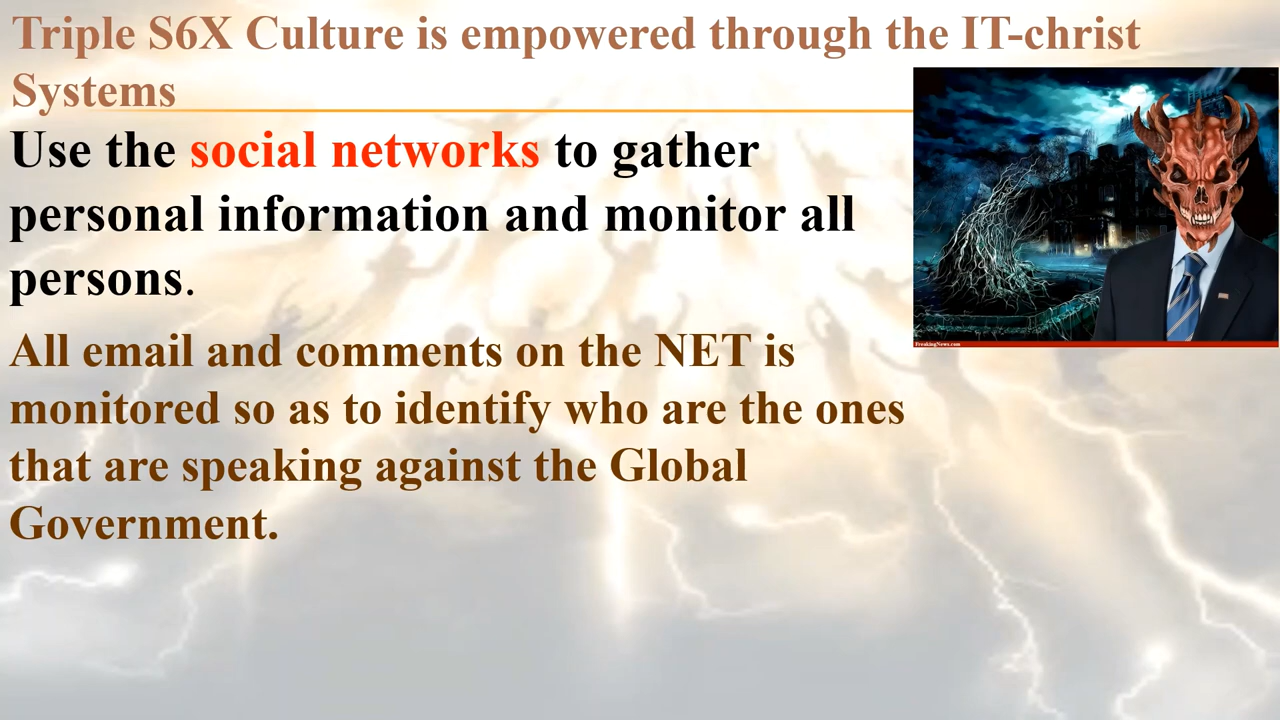 Triple S6X Culture is empowered through the IT-christ
Systems
Use the social networks to gather
personal information and monitor all
persons.
All email and comments on the NET is
monitored so as to identify who are the ones
that are speaking against the Global
Government.
FreakingNews.com